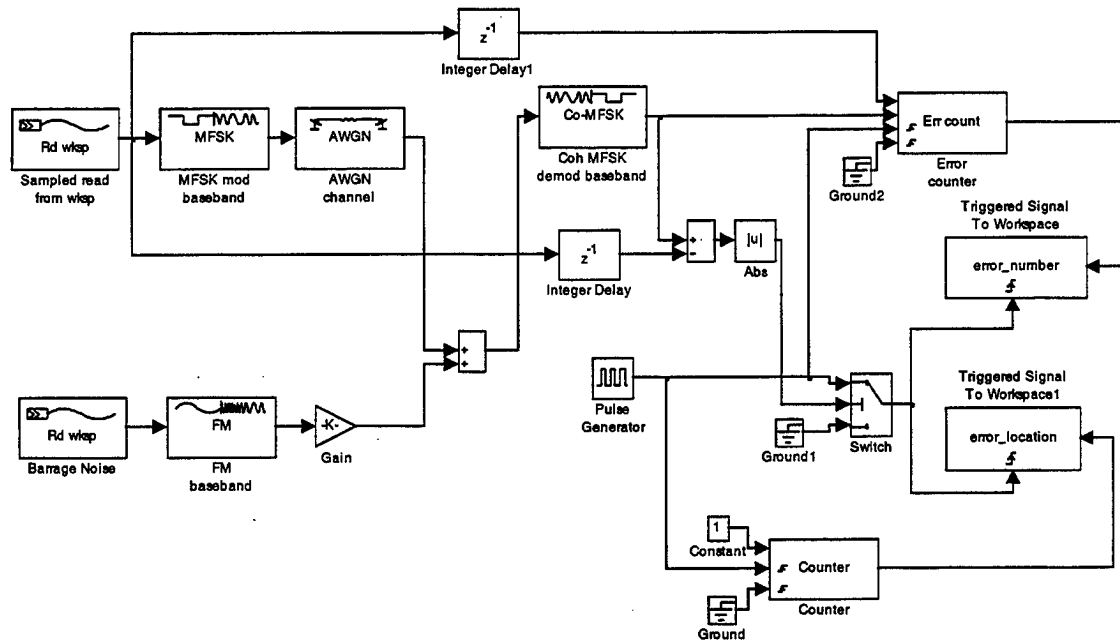 z-1
Integer Delay1
Rd wksp
Sampled read
from wksp
MFSK
MFSK mod
baseband
AWGN
AWGN
channel
Co-MFSK
Coh MFSK
demod baseband
Err count
Error
counter
Ground2
z-1
Integer Delay
+
−
|u|
Abs
Triggered Signal
To Workspace
error_number
+
+
Pulse
Generator
Rd wksp
Barrage Noise
FM
FM
baseband
-K-
Gain
Ground1
Switch
Triggered Signal
To Workspace1
error_location
1
Constant
Counter
Counter
Ground